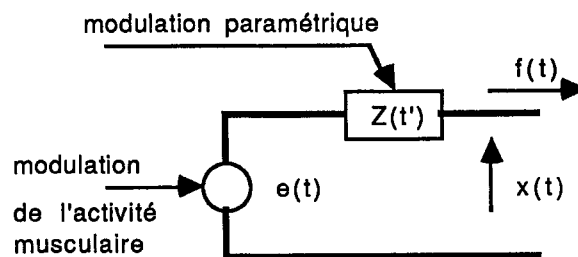 modulation paramétrique
f(t)
Z(t')
modulation
de l'activité
musculaire
e(t)
x(t)